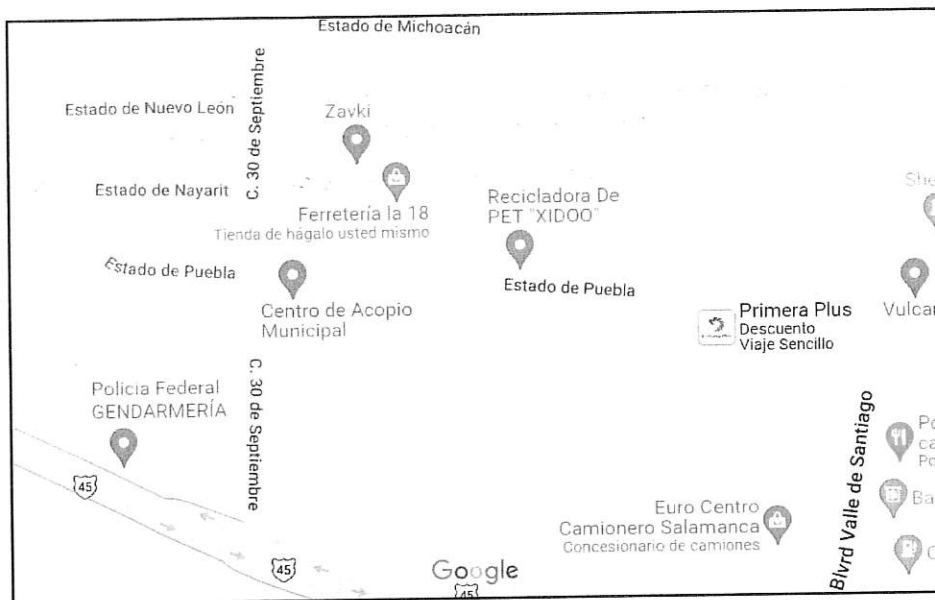 Estado de Michoacán
C. 30 de Septiembre
Estado de Nuevo León
Zavki
Estado de Nayarit
Ferretería la 18
Tienda de hágalo usted mismo
Recicladora De
PET "XIDOO"
Estado de Puebla
Centro de Acopio
Municipal
Estado de Puebla
Primera Plus
Descuento
Viaje Sencillo
Policia Federal
GENDARMERÍA
C. 30 de Septiembre
Blvrd Valle de Santiago
45
Euro Centro
Camionero Salamanca
Concesionario de camiones
45
Google
45